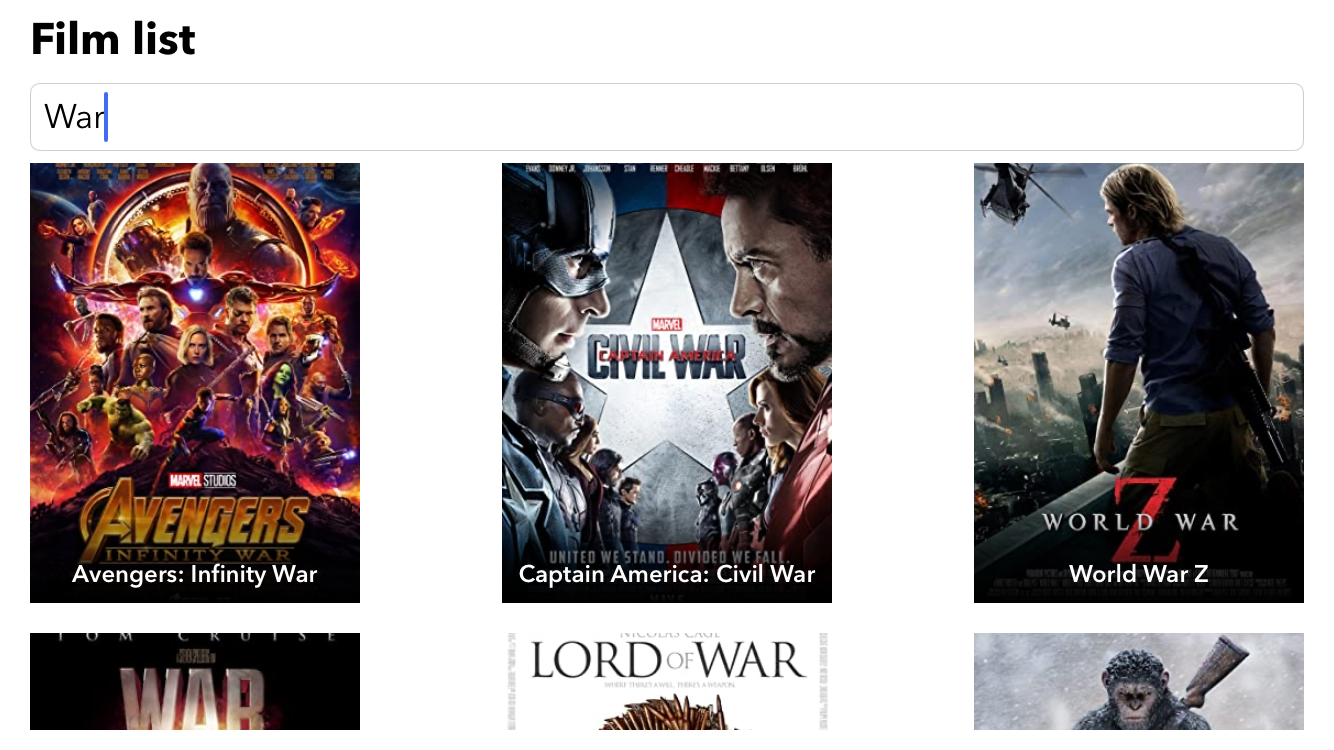 Film list
War
EVANS DOWNEY JR. JOHANSSON STAN RENNER CHEADLE MACKIE BETTANY OLSEN BRÜHL
MARVEL
CAPTAIN AMERICA
CIVIL WAR
MARVEL STUDIOS
AVENGERS
INFINITY WAR
Avengers: Infinity War
UNITED WE STAND. DIVIDED WE FALL.
Captain America: Civil War
Z
WORLD WAR
World War Z
TOM CRUISE
WAR
NICOLAS CAGE
LORD OF WAR
WHERE THERE'S A WILL, THERE'S A WEAPON.